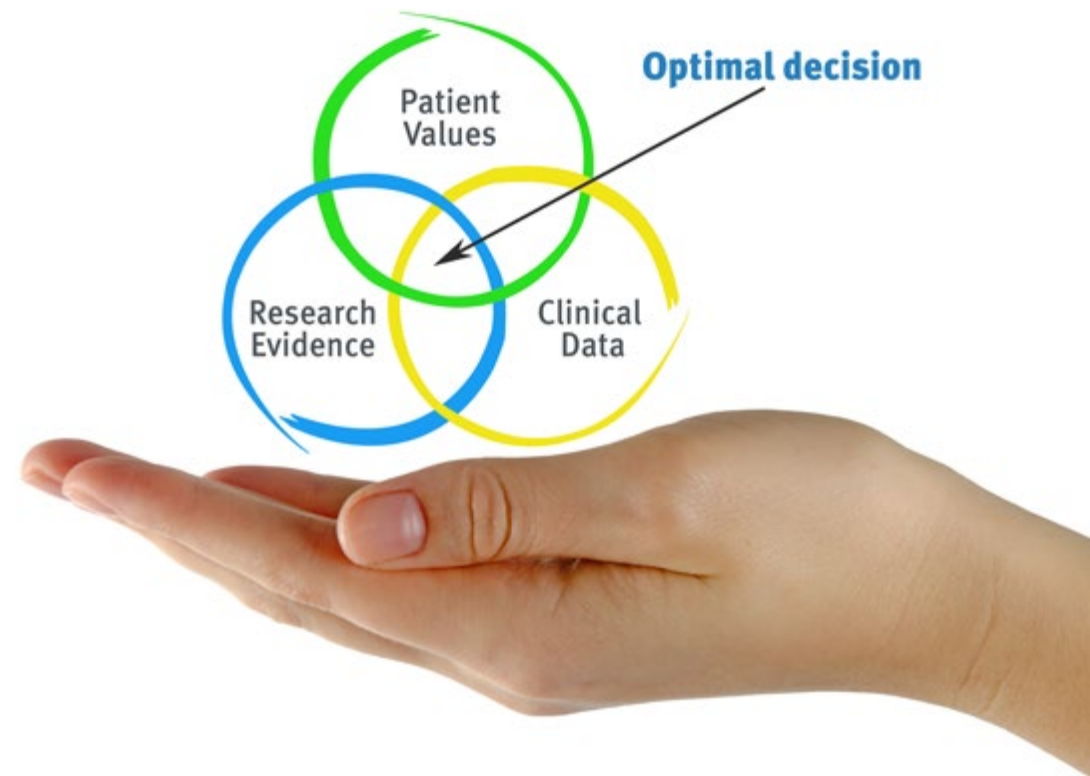 Optimal decision
Patient
Values
Research
Evidence
Clinical
Data